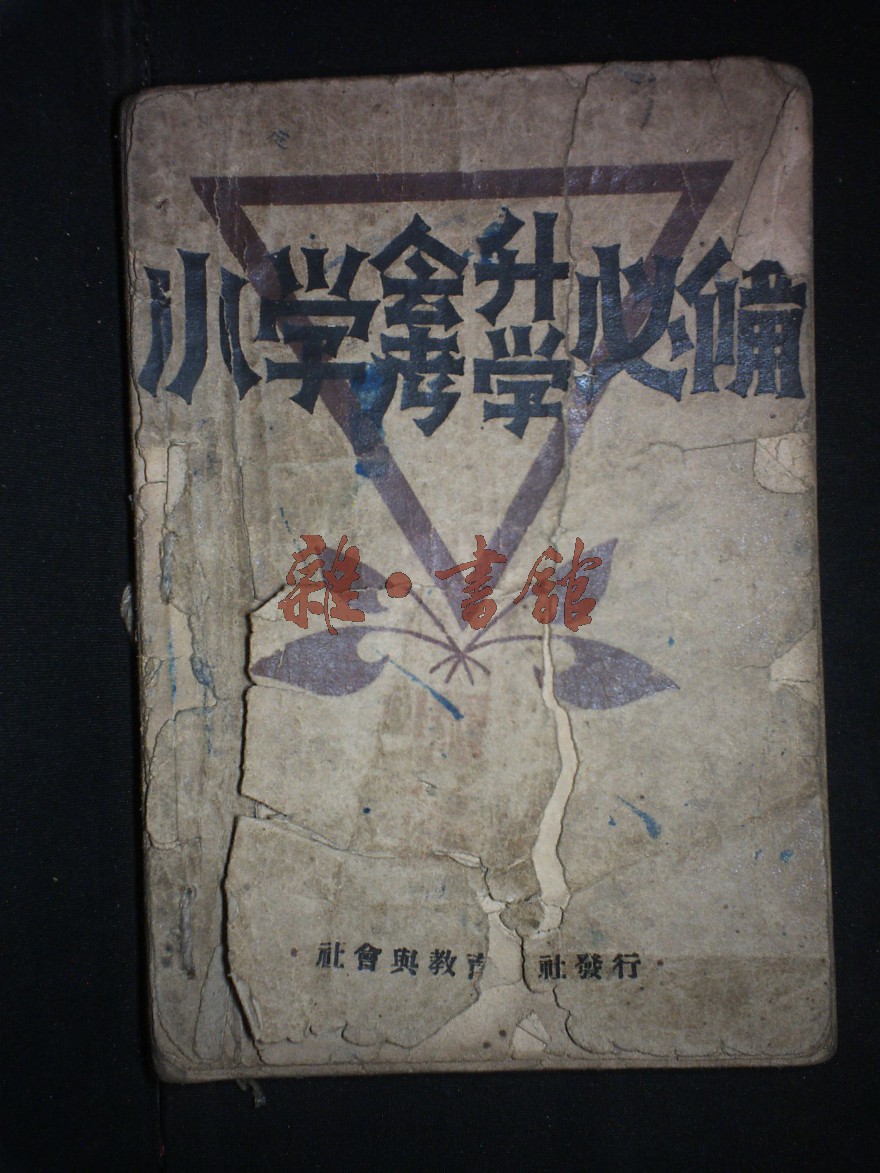 小学会考升学必備
雜·書館
社會與教育社發行